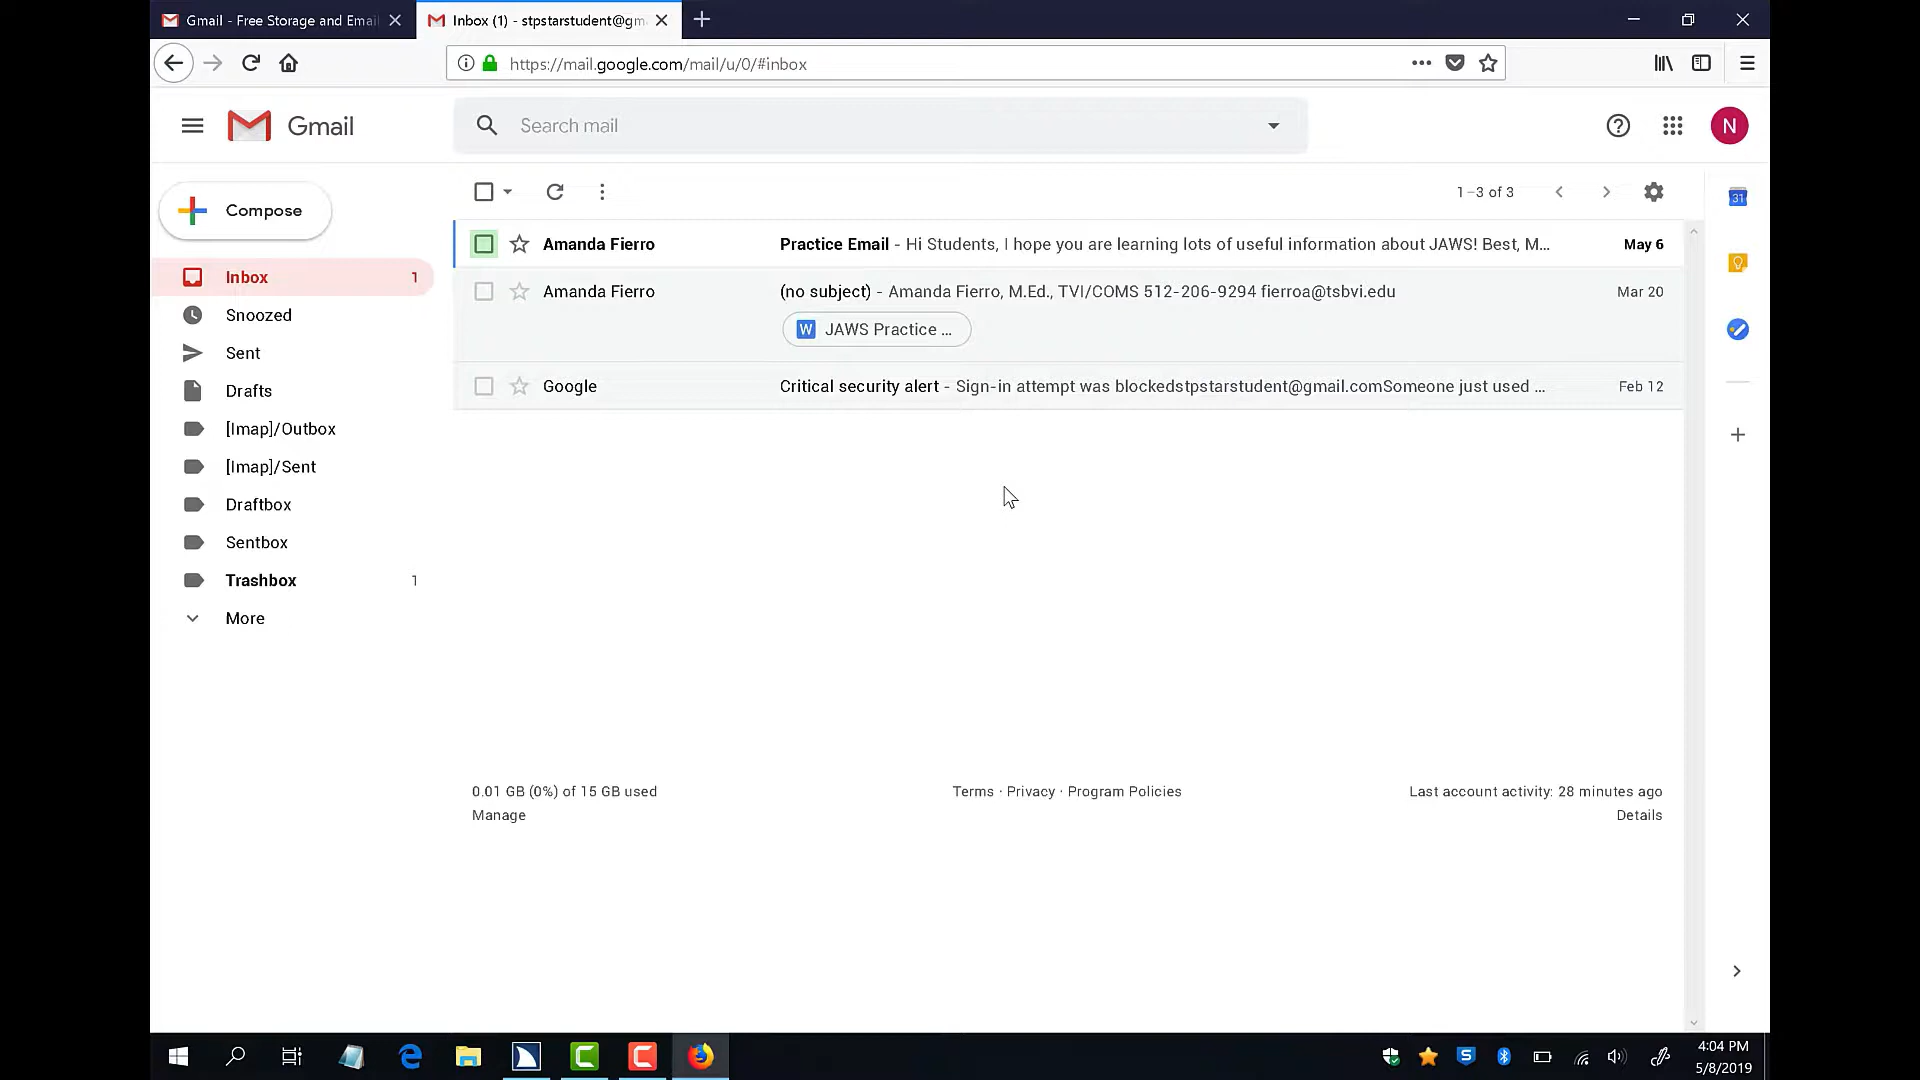 Gmail - Free Storage and Emai
Inbox (1) - stpstarstudent@gm
https://mail.google.com/mail/u/0/#inbox
Gmail
Search mail
N
Compose
1–3 of 3
31
Amanda Fierro Practice Email - Hi Students, I hope you are learning lots of useful information about JAWS! Best, M... May 6
Amanda Fierro (no subject) - Amanda Fierro, M.Ed., TVI/COMS 512-206-9294 fierroa@tsbvi.edu Mar 20
W JAWS Practice ...
Google Critical security alert - Sign-in attempt was blockedstpstarstudent@gmail.comSomeone just used ... Feb 12
Inbox 1
Snoozed
Sent
Drafts
[Imap]/Outbox
[Imap]/Sent
Draftbox
Sentbox
Trashbox 1
More
0.01 GB (0%) of 15 GB used
Manage
Terms · Privacy · Program Policies
Last account activity: 28 minutes ago
Details
4:04 PM
5/8/2019